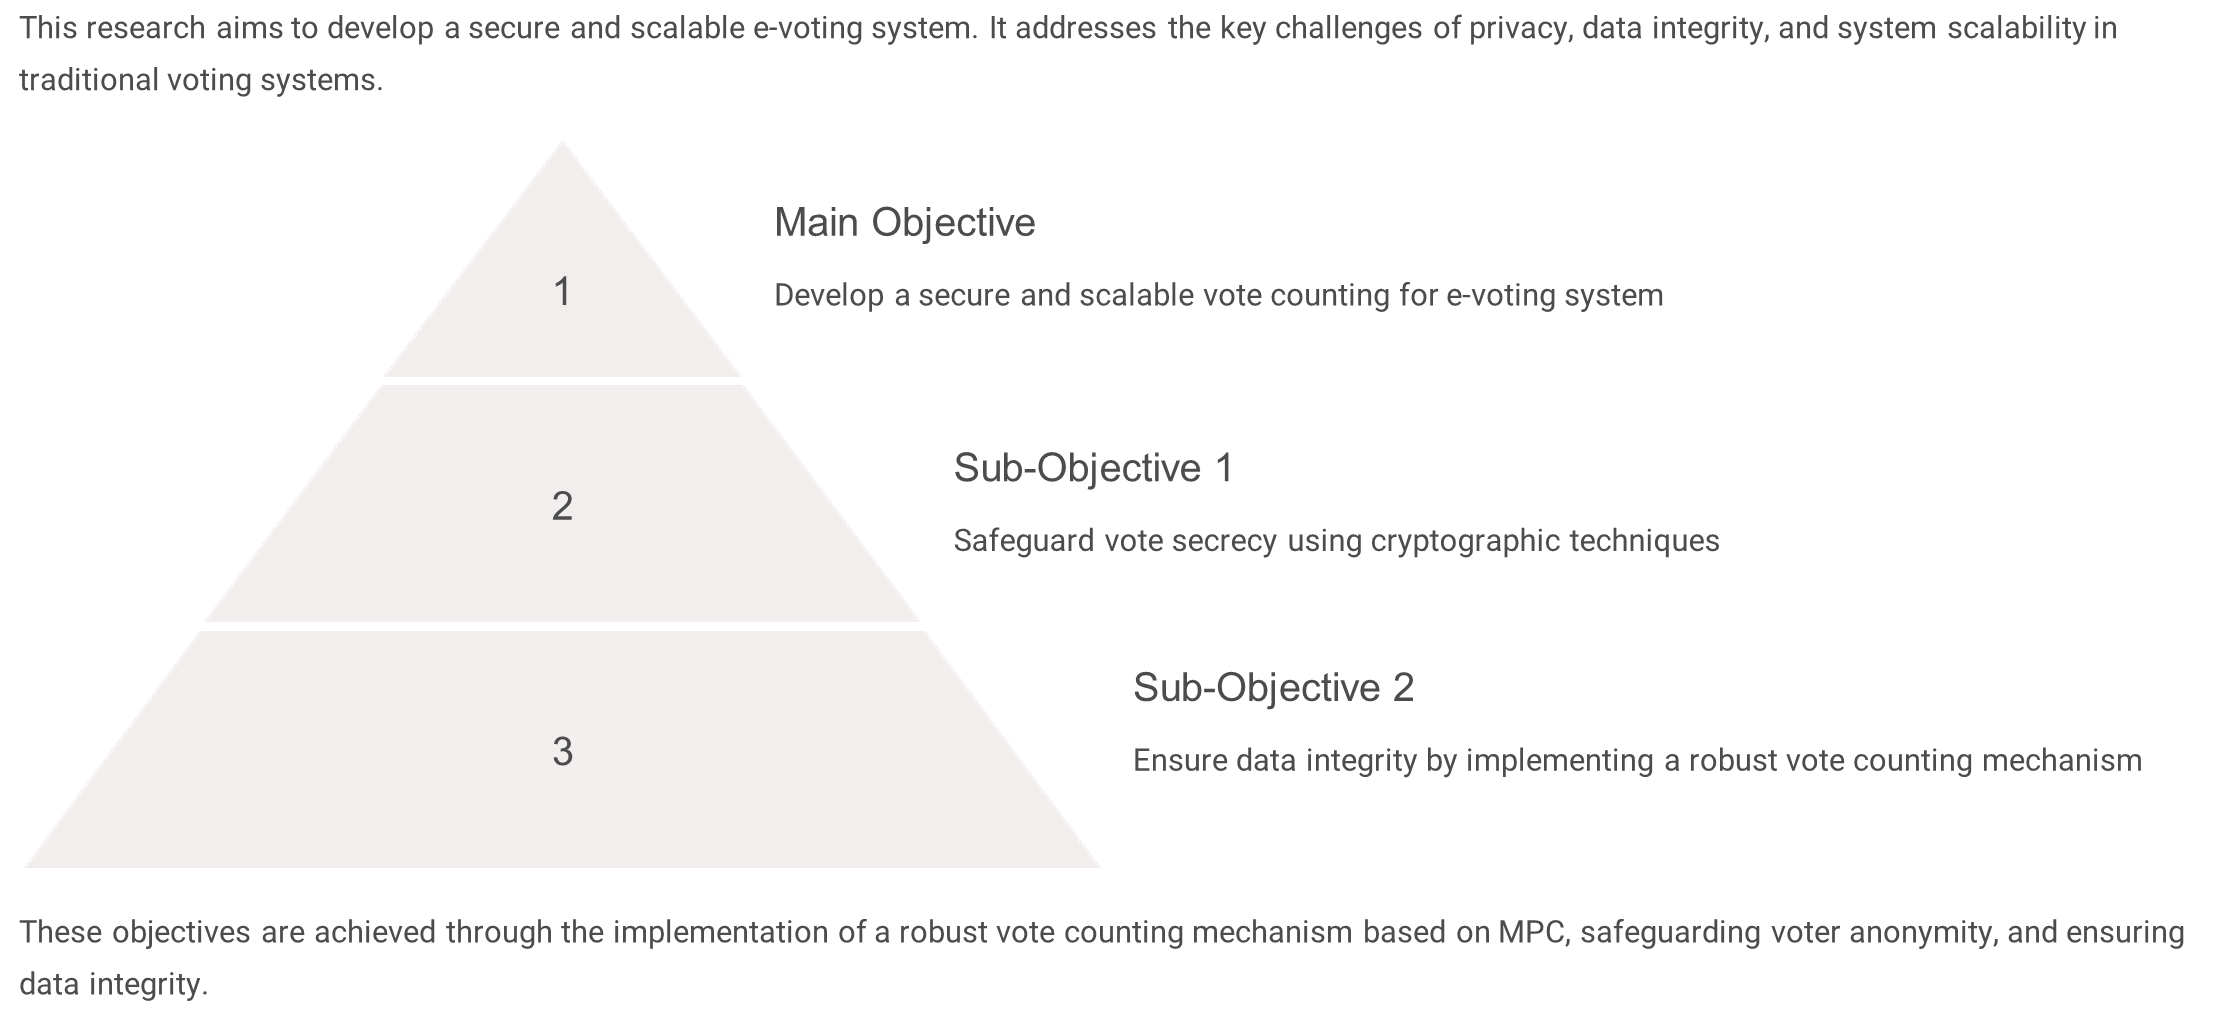 This research aims to develop a secure and scalable e-voting system. It addresses the key challenges of privacy, data integrity, and system scalability in
traditional voting systems.
1
Main Objective
Develop a secure and scalable vote counting for e-voting system
2
Sub-Objective 1
Safeguard vote secrecy using cryptographic techniques
3
Sub-Objective 2
Ensure data integrity by implementing a robust vote counting mechanism
These objectives are achieved through the implementation of a robust vote counting mechanism based on MPC, safeguarding voter anonymity, and ensuring
data integrity.